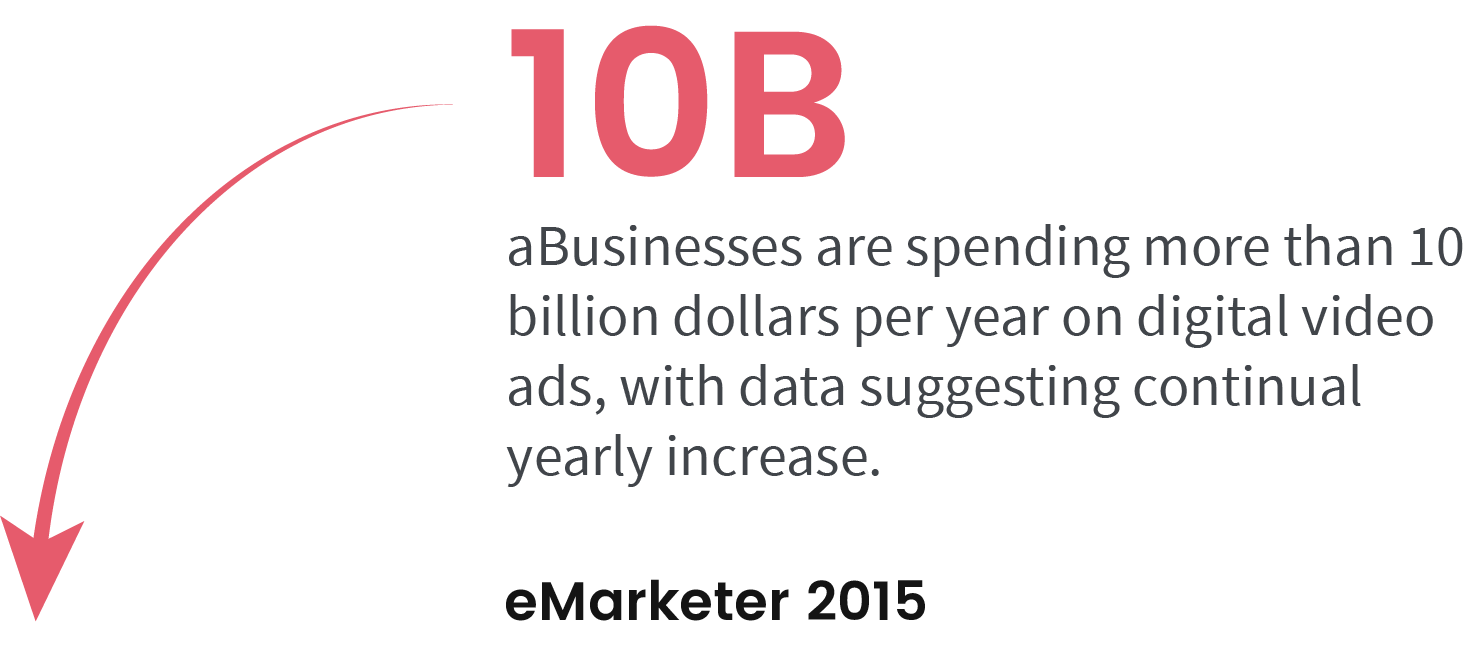 10B
aBusinesses are spending more than 10
billion dollars per year on digital video
ads, with data suggesting continual
yearly increase.
eMarketer 2015